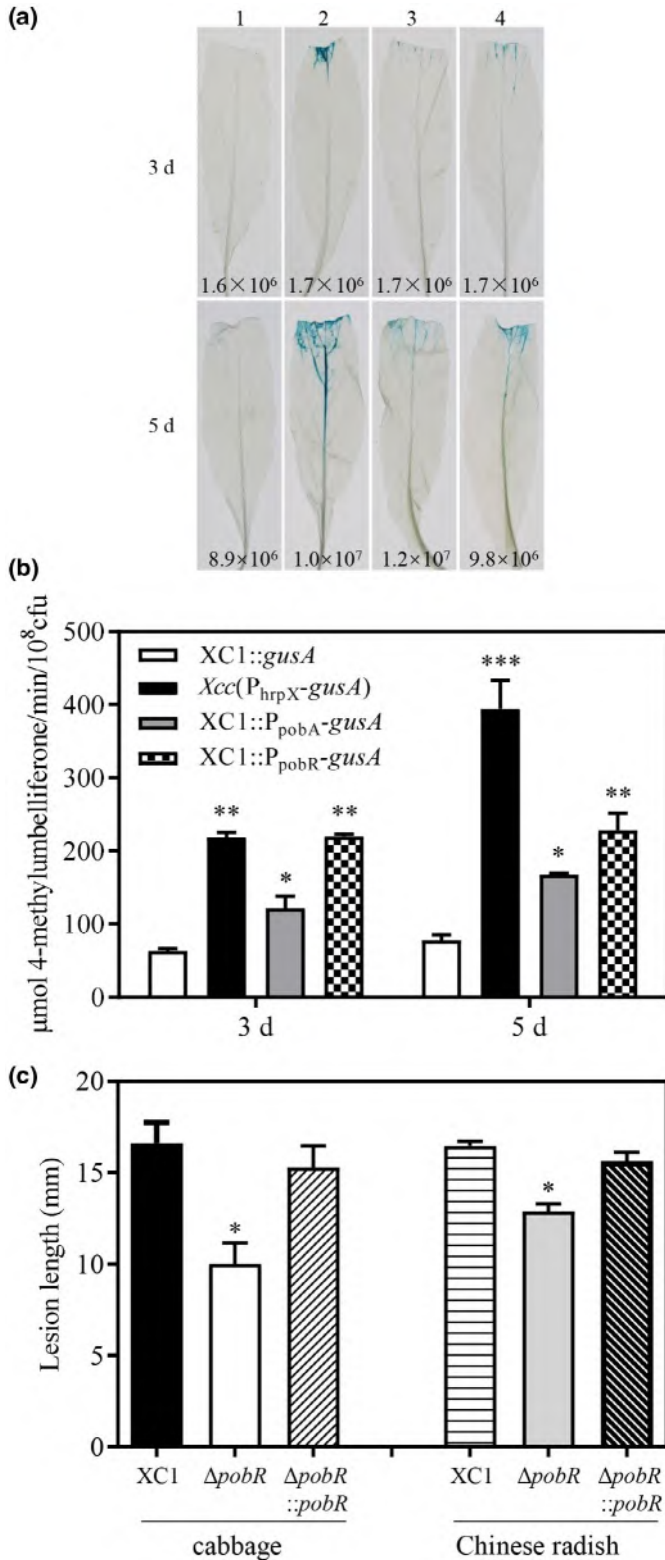 (a)
1 2 3 4
3 d
1.6×10⁶ 1.7×10⁶ 1.7×10⁶ 1.7×10⁶
5 d
8.9×10⁶ 1.0×10⁷ 1.2×10⁷ 9.8×10⁶
(b)
μmol 4-methylumbelliferone/min/10⁸cfu
500
400
300
200
100
0
XC1::gusA
Xcc(PhrpX-gusA)
XC1::PpobA-gusA
XC1::PpobR-gusA
** * **
*** * **
3 d 5 d
(c)
Lesion length (mm)
20
15
10
5
0
* *
XC1 ΔpobR ΔpobR XC1 ΔpobR ΔpobR
::pobR ::pobR
cabbage Chinese radish